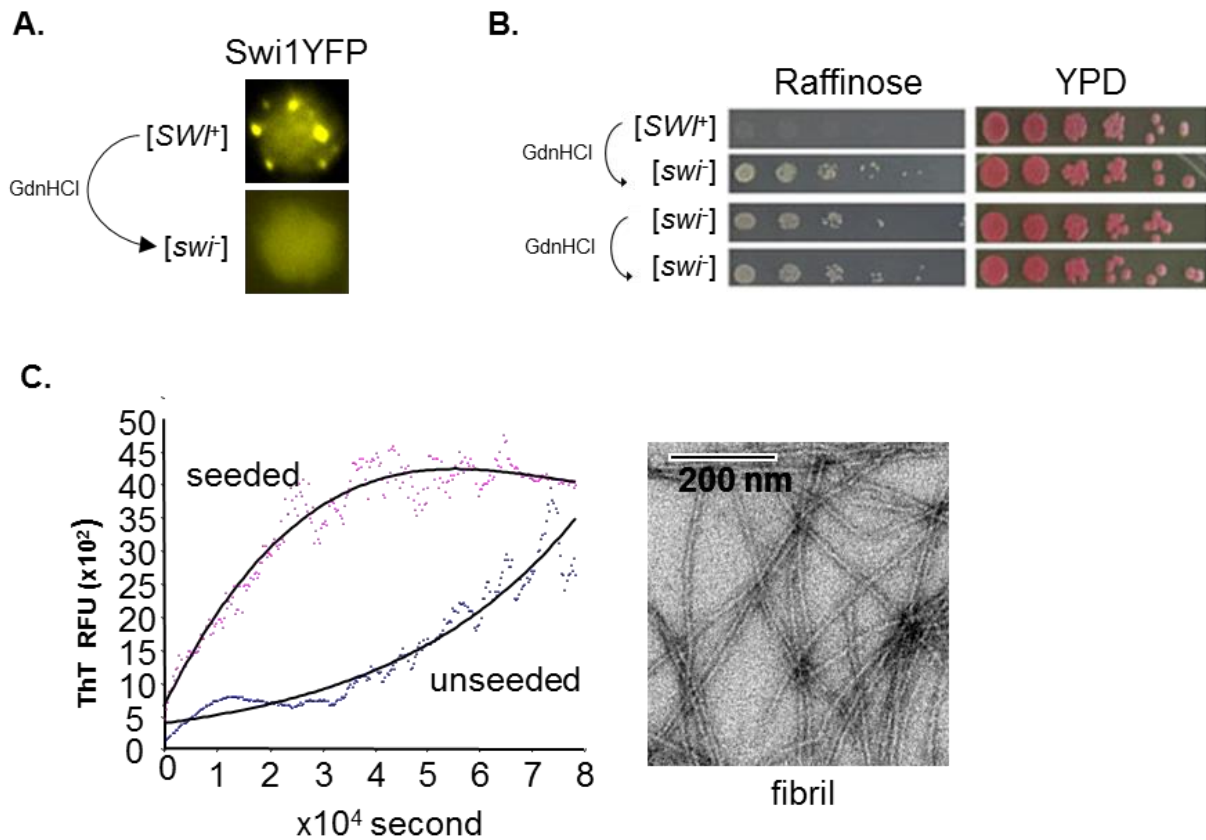 A.
Swi1YFP
[SWI+]
GdnHCl
[swi-]
B.
Raffinose YPD
[SWI+]
GdnHCl
[swi-]
[swi-]
GdnHCl
[swi-]
C.
50
45
40
35
30
25
20
15
10
5
0
ThT RFU (x10²)
seeded
unseeded
0 1 2 3 4 5 6 7 8
x10⁴ second
200 nm
fibril